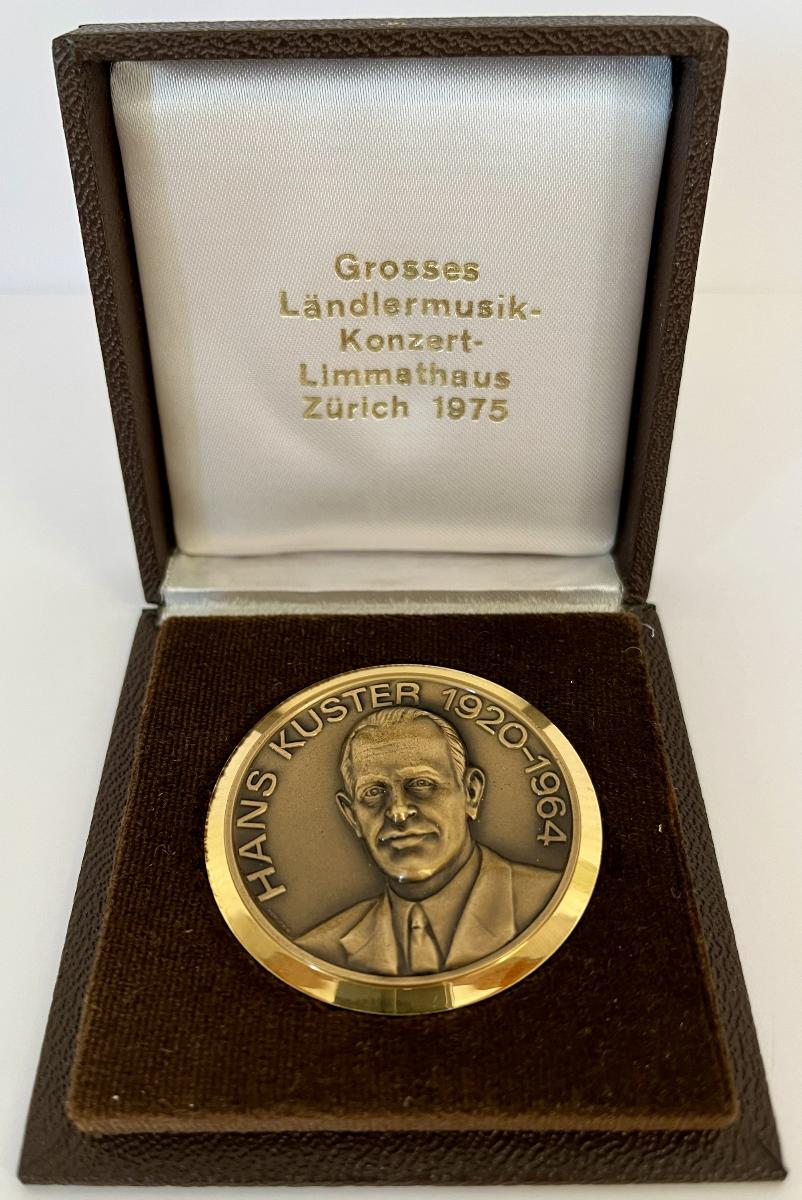 Grosses
Ländlermusik-
Konzert-
Limmathaus
Zürich 1975
HANS KUSTER 1920-1964